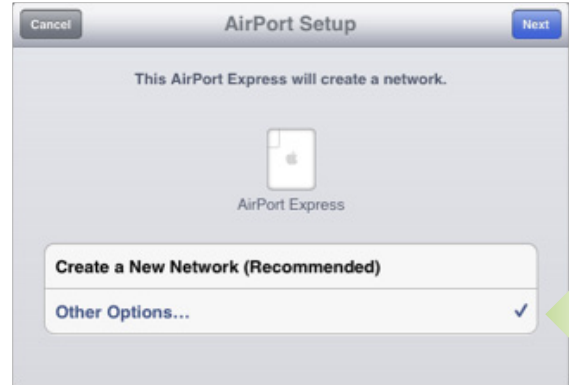 Cancel AirPort Setup Next
This AirPort Express will create a network.
AirPort Express
Create a New Network (Recommended)
Other Options...